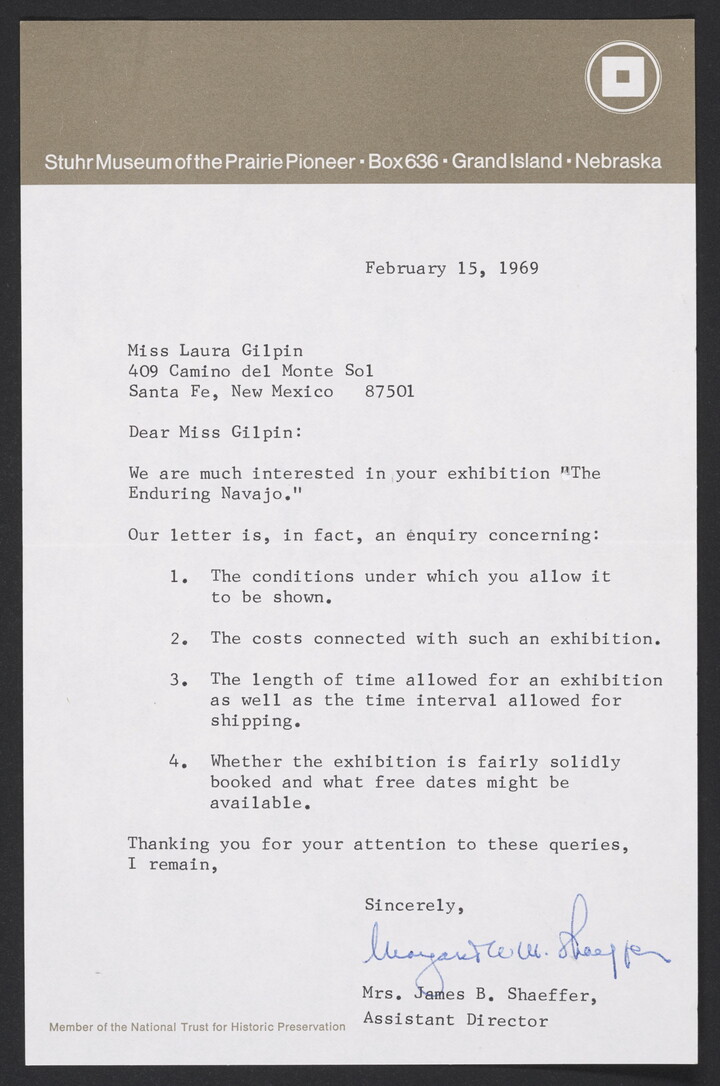 Stuhr Museum of the Prairie Pioneer • Box 636 • Grand Island • Nebraska
February 15, 1969
Miss Laura Gilpin
409 Camino del Monte Sol
Santa Fe, New Mexico 87501
Dear Miss Gilpin:
We are much interested in your exhibition "The
Enduring Navajo."
Our letter is, in fact, an enquiry concerning:
1. The conditions under which you allow it
to be shown.
2. The costs connected with such an exhibition.
3. The length of time allowed for an exhibition
as well as the time interval allowed for
shipping.
4. Whether the exhibition is fairly solidly
booked and what free dates might be
available.
Thanking you for your attention to these queries,
I remain,
Sincerely,
Margaret W. M. Shaeffer
Mrs. James B. Shaeffer,
Assistant Director
Member of the National Trust for Historic Preservation